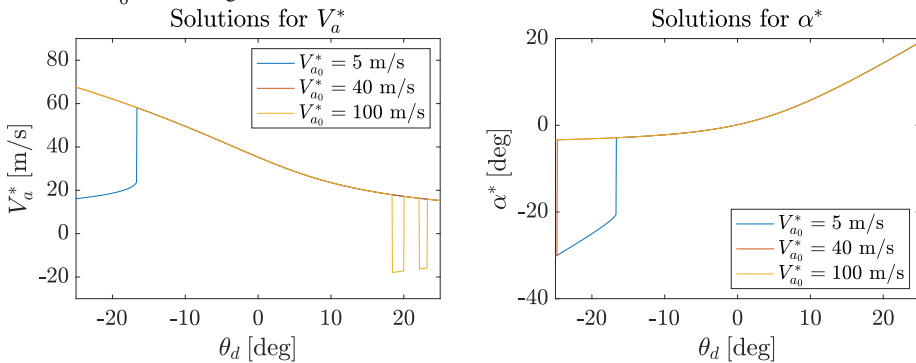 Solutions for V_a^*
80
60
40
20
0
-20
V_a^* [m/s]
-20 -10 0 10 20
θ_d [deg]
V_{a_0}^* = 5 m/s
V_{a_0}^* = 40 m/s
V_{a_0}^* = 100 m/s
Solutions for α^*
20
0
-20
-40
α^* [deg]
-20 -10 0 10 20
θ_d [deg]
V_{a_0}^* = 5 m/s
V_{a_0}^* = 40 m/s
V_{a_0}^* = 100 m/s